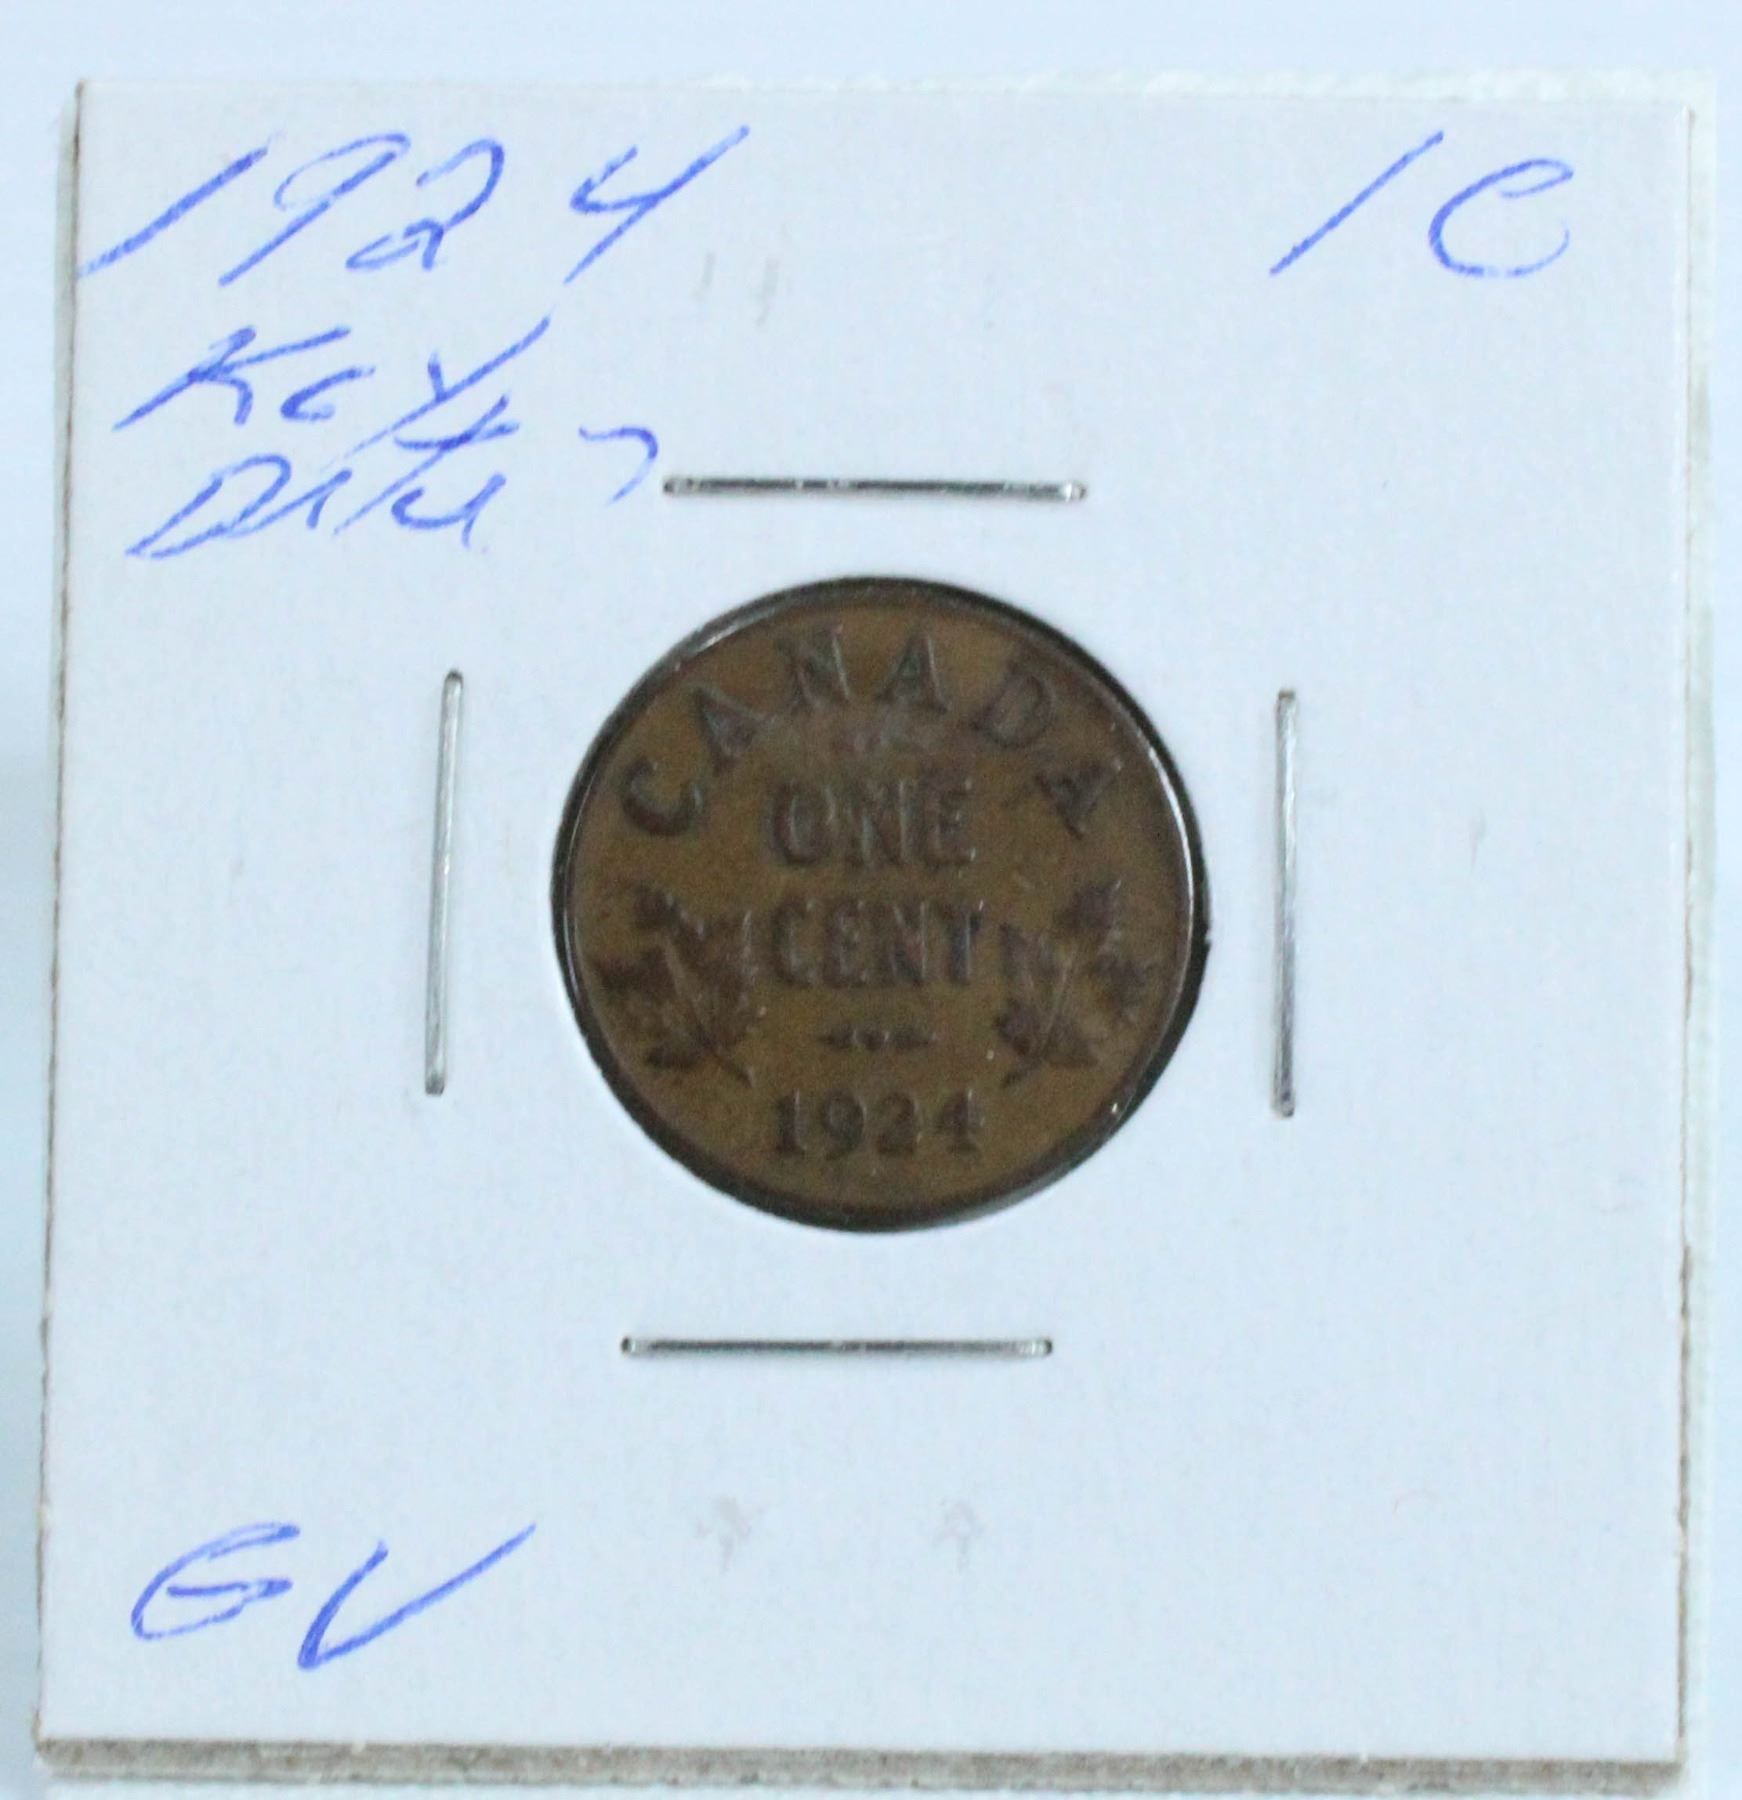 1924 1C
Key
Date
CANADA
ONE
CENT
1924
GV